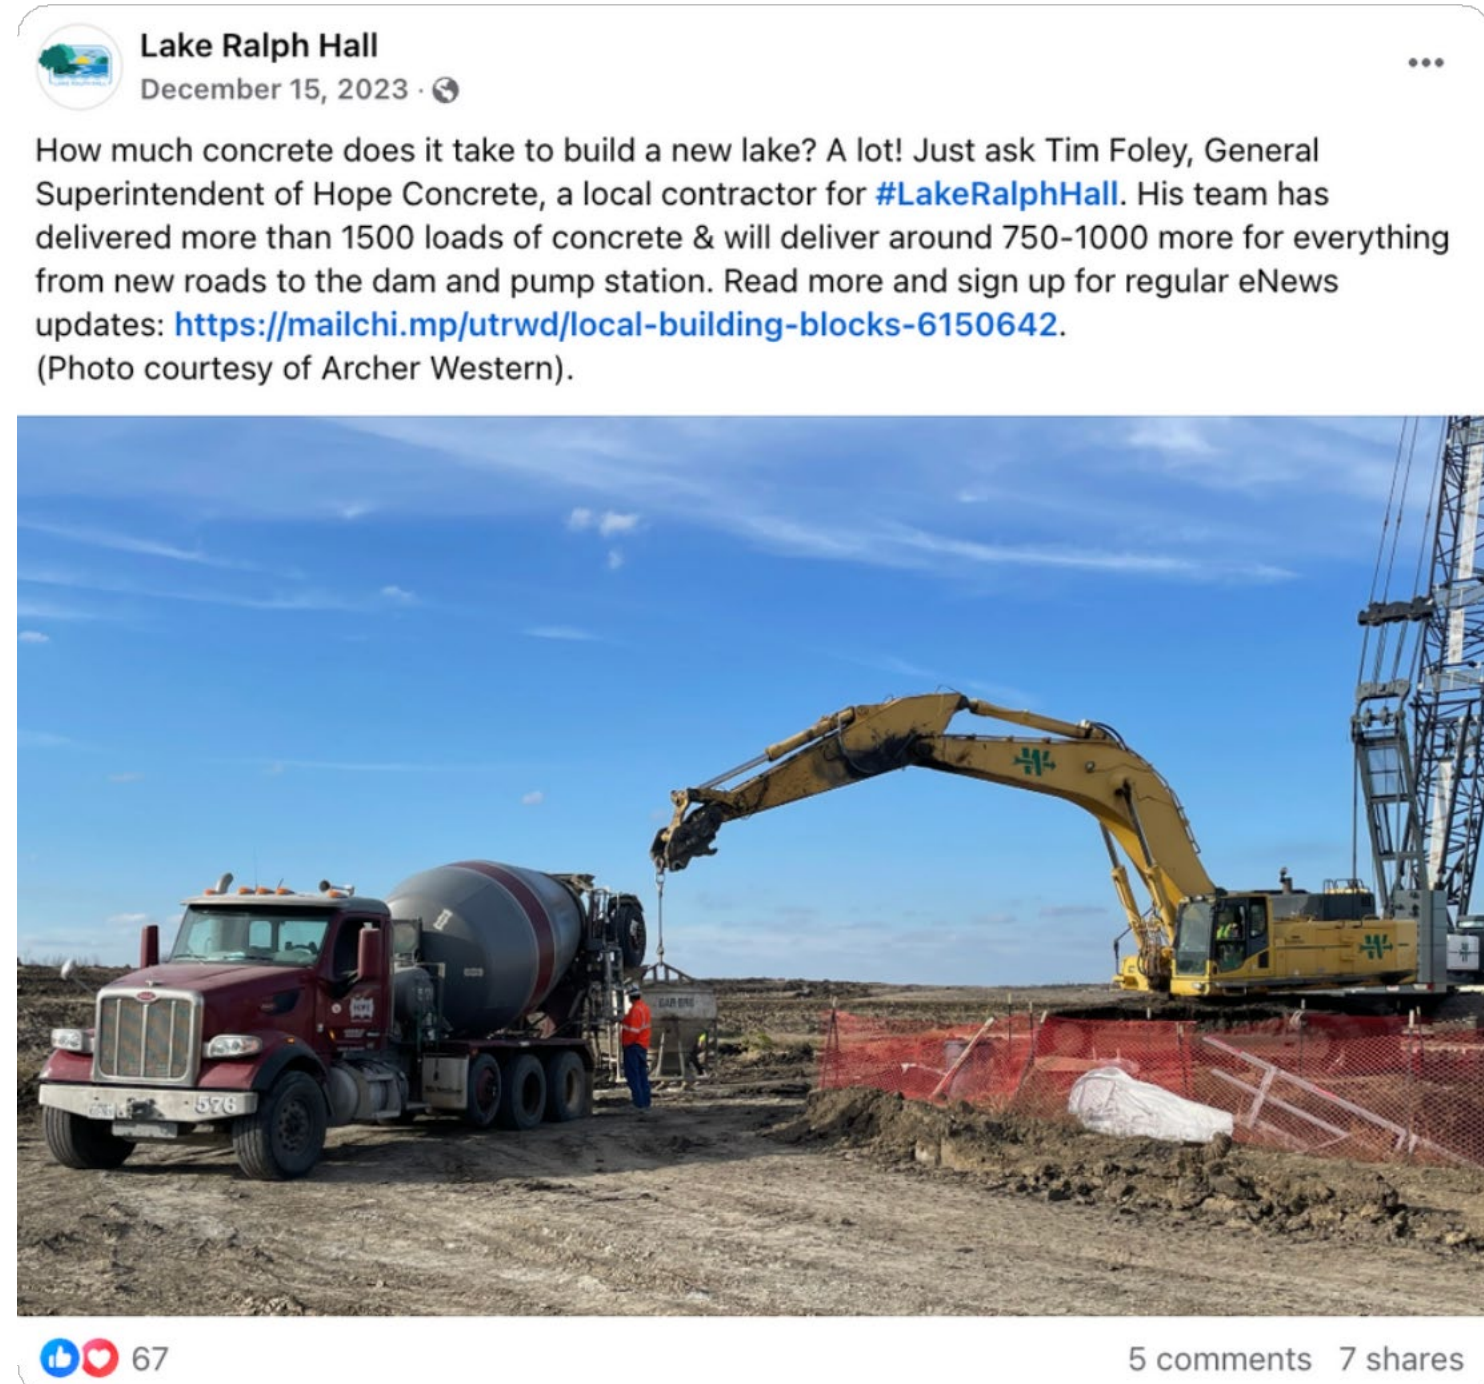 Lake Ralph Hall
December 15, 2023 ·
How much concrete does it take to build a new lake? A lot! Just ask Tim Foley, General
Superintendent of Hope Concrete, a local contractor for #LakeRalphHall. His team has
delivered more than 1500 loads of concrete & will deliver around 750-1000 more for everything
from new roads to the dam and pump station. Read more and sign up for regular eNews
updates: https://mailchi.mp/utrwd/local-building-blocks-6150642.
(Photo courtesy of Archer Western).
W
W
GAR-BRO
576
67
5 comments 7 shares